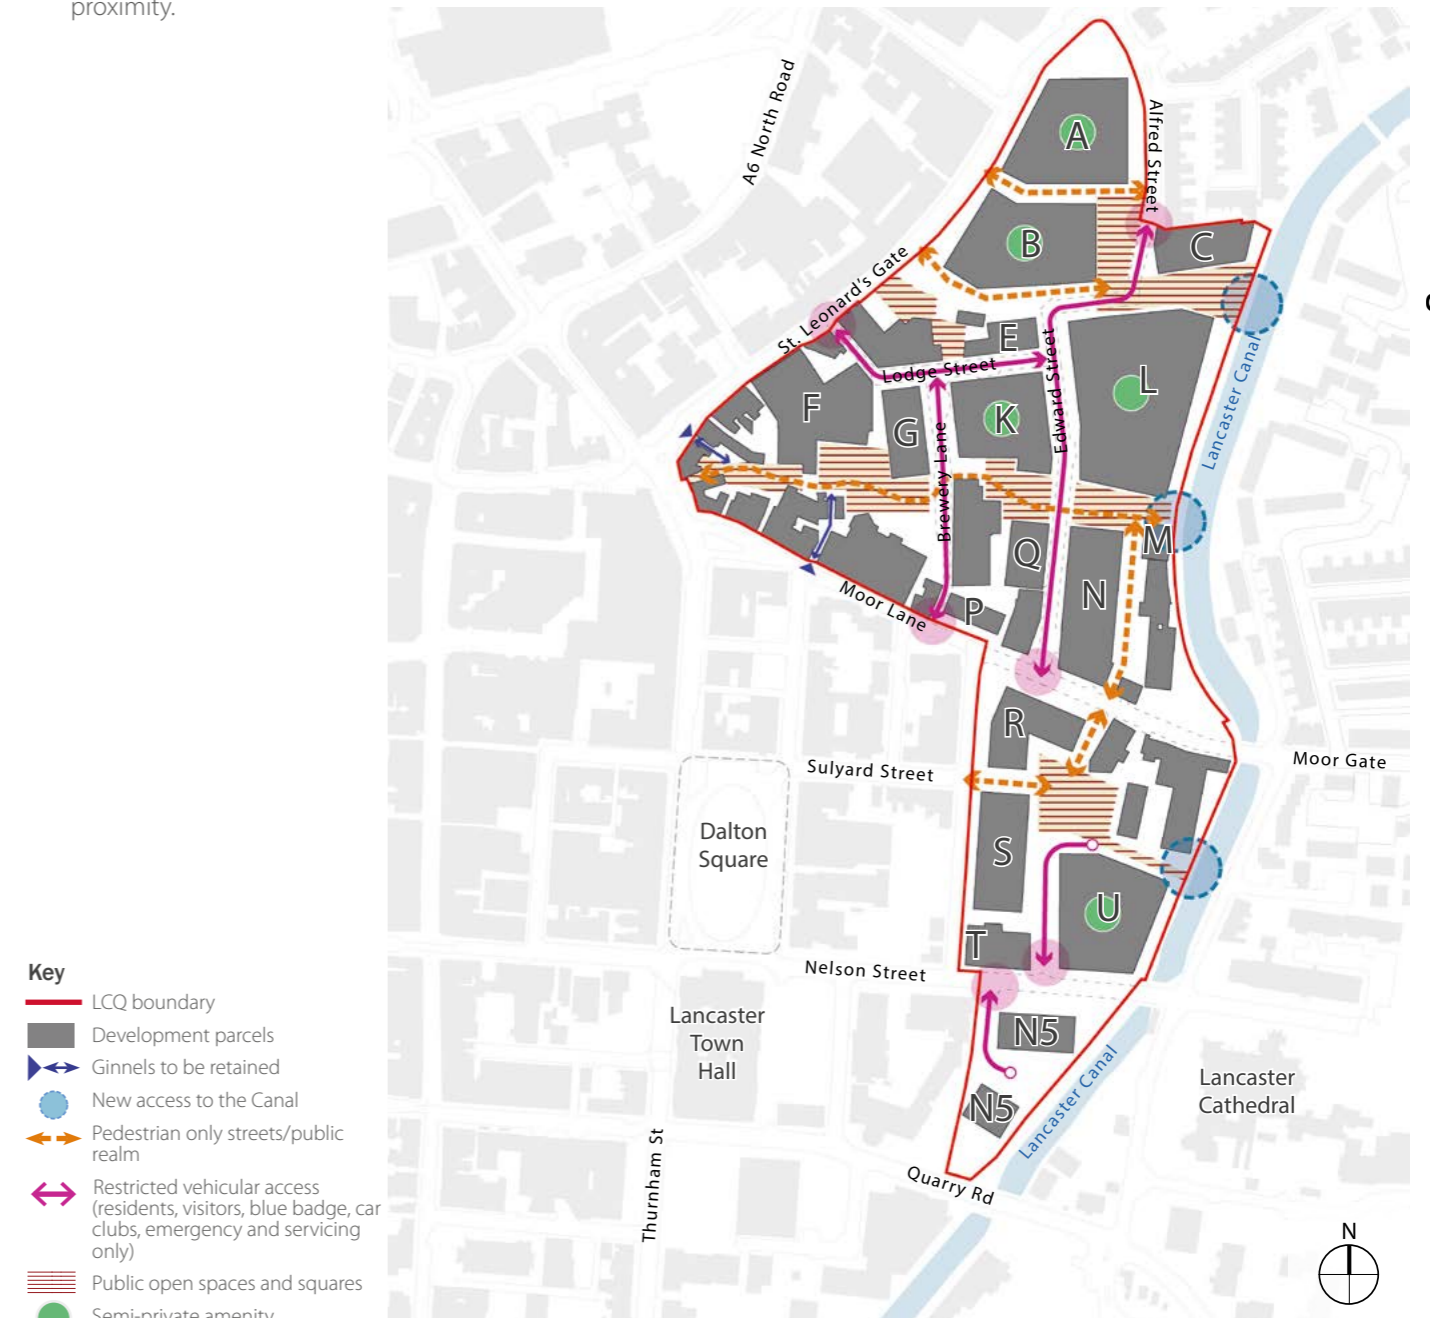 proximity.
A6 North Road
Alfred Street
A
B
C
St. Leonard's Gate
E
Lodge Street
Edward Street
L
Lancaster Canal
F
G
K
Brewery Lane
Q
M
N
Moor Lane
P
R
Moor Gate
Sulyard Street
Dalton
Square
S
U
T
Nelson Street
Lancaster
Town
Hall
N5
N5
Lancaster Canal
Lancaster
Cathedral
Quarry Rd
Thurnham St
N
Key
LCQ boundary
Development parcels
Ginnels to be retained
New access to the Canal
Pedestrian only streets/public
realm
Restricted vehicular access
(residents, visitors, blue badge, car
clubs, emergency and servicing
only)
Public open spaces and squares
Semi-private amenity